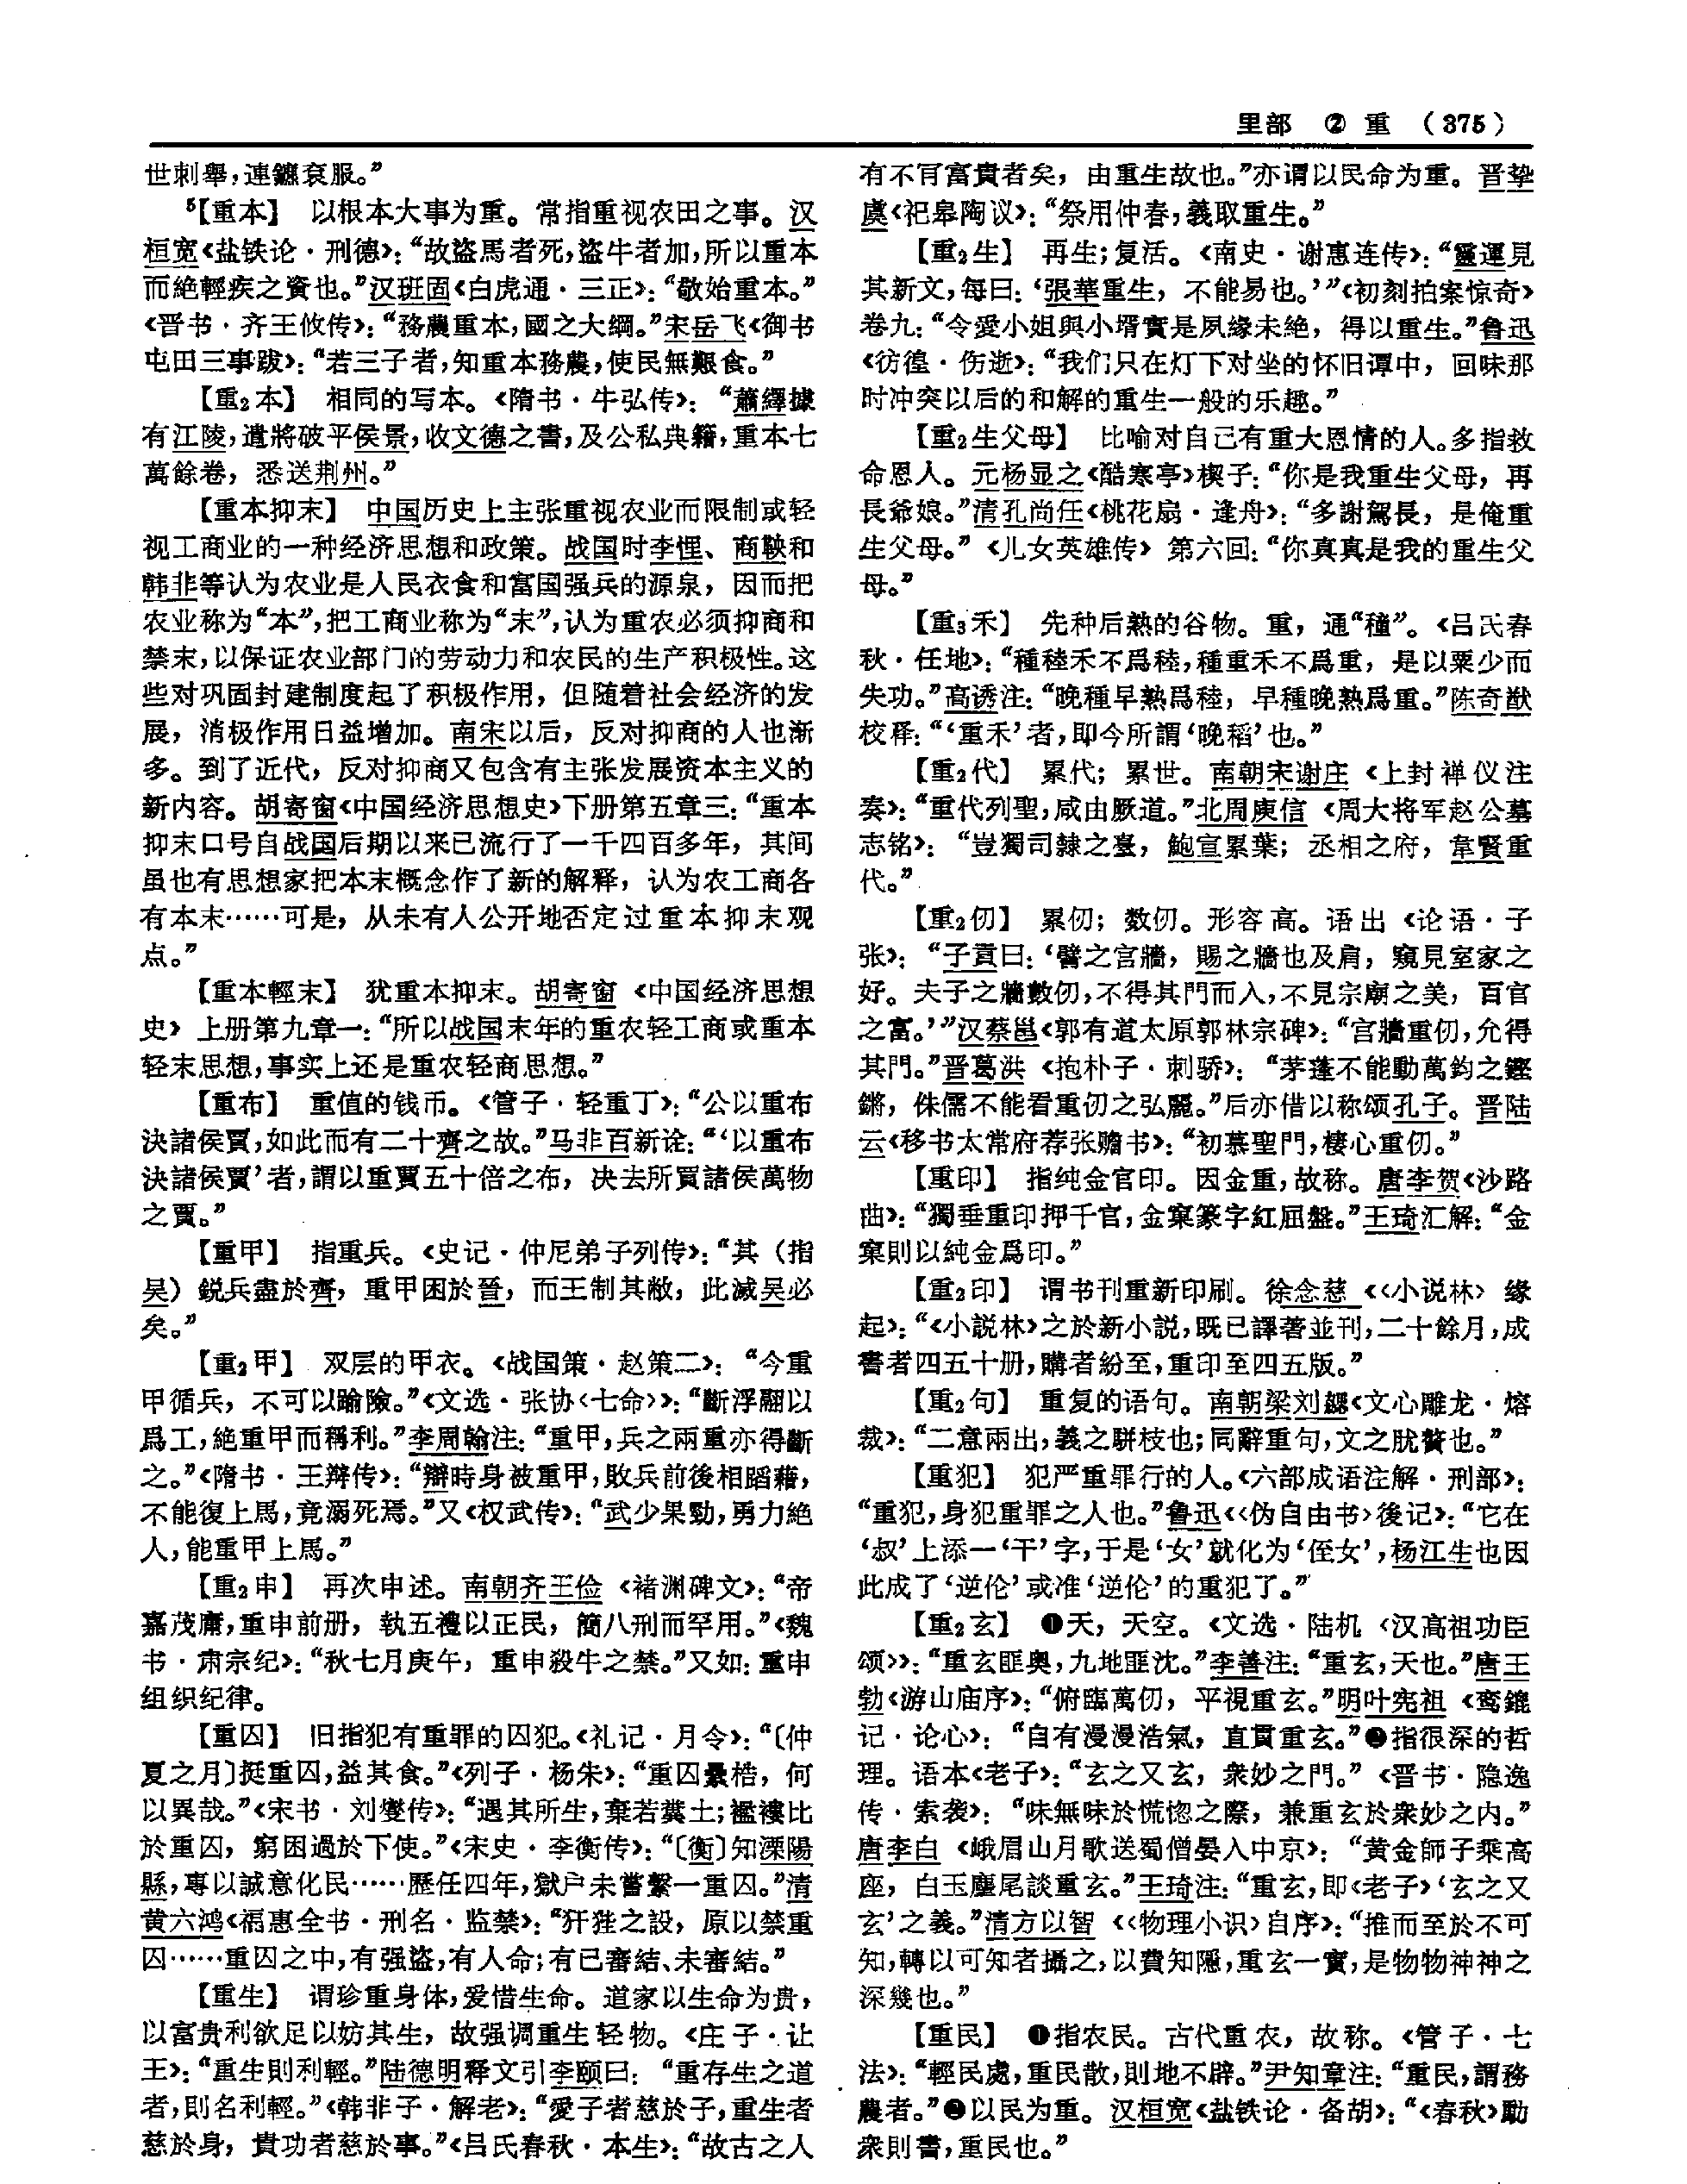 里部　② 重　（375）
世刺舉，連鑣袞服。”
5【重本】　以根本大事为重。常指重视农田之事。汉
桓宽《盐铁论·刑德》：“故盜馬者死，盜牛者加，所以重本
而絶輕疾之資也。”汉班固《白虎通·三正》：“敬始重本。”
《晋书·齐王攸传》：“務農重本，國之大綱。”宋岳飞《御书
屯田三事跋》：“若三子者，知重本務農，使民無艱食。”
【重₂本】　相同的写本。《隋书·牛弘传》：“蕭繹據
有江陵，遣將破平侯景，收文德之書，及公私典籍，重本七
萬餘卷，悉送荆州。”
【重本抑末】　中国历史上主张重视农业而限制或轻
视工商业的一种经济思想和政策。战国时李悝、商鞅和
韩非等认为农业是人民衣食和富国强兵的源泉，因而把
农业称为“本”，把工商业称为“末”，认为重农必须抑商和
禁末，以保证农业部门的劳动力和农民的生产积极性。这
些对巩固封建制度起了积极作用，但随着社会经济的发
展，消极作用日益增加。南宋以后，反对抑商的人也渐
多。到了近代，反对抑商又包含有主张发展资本主义的
新内容。胡寄窗《中国经济思想史》下册第五章三：“重本
抑末口号自战国后期以来已流行了一千四百多年，其间
虽也有思想家把本末概念作了新的解释，认为农工商各
有本末……可是，从未有人公开地否定过重本抑末观
点。”
【重本輕末】　犹重本抑末。胡寄窗《中国经济思想
史》上册第九章一：“所以战国末年的重农轻工商或重本
轻末思想，事实上还是重农轻商思想。”
【重布】　重值的钱币。《管子·轻重丁》：“公以重布
決諸侯賈，如此而有二十齊之故。”马非百新诠：“‘以重布
決諸侯賈’者，謂以重賈五十倍之布，决去所買諸侯萬物
之賈。”
【重甲】　指重兵。《史记·仲尼弟子列传》：“其（指
吴）鋭兵盡於齊，重甲困於晉，而王制其敝，此滅吴必
矣。”
【重₂甲】　双层的甲衣。《战国策·赵策二》：“今重
甲循兵，不可以踰險。”《文选·张协〈七命〉》：“斷浮翮以
爲工，絶重甲而稱利。”李周翰注：“重甲，兵之兩重亦得斷
之。”《隋书·王辩传》：“辯時身被重甲，敗兵前後相蹈藉，
不能復上馬，竟溺死焉。”又《权武传》：“武少果勁，勇力絶
人，能重甲上馬。”
【重₂申】　再次申述。南朝齐王俭《褚渊碑文》：“帝
嘉茂庸，重申前册，執五禮以正民，簡八刑而罕用。”《魏
书·肃宗纪》：“秋七月庚午，重申殺牛之禁。”又如：重申
组织纪律。
【重囚】　旧指犯有重罪的囚犯。《礼记·月令》：“〔仲
夏之月〕挺重囚，益其食。”《列子·杨朱》：“重囚纍梏，何
以異哉。”《宋书·刘燮传》：“遇其所生，棄若糞土；襤褸比
於重囚，窮困過於下使。”《宋史·李衡传》：“〔衡〕知溧陽
縣，專以誠意化民……歷任四年，獄户未嘗繫一重囚。”清
黄六鸿《福惠全书·刑名·监禁》：“犴狴之設，原以禁重
囚……重囚之中，有强盗，有人命；有已審結、未審結。”
【重生】　谓珍重身体，爱惜生命。道家以生命为贵，
以富贵利欲足以妨其生，故强调重生轻物。《庄子·让
王》：“重生則利輕。”陆德明释文引李颐曰：“重存生之道
者，則名利輕。”《韩非子·解老》：“愛子者慈於子，重生者
慈於身，貴功者慈於事。”《吕氏春秋·本生》：“故古之人
有不肎富貴者矣，由重生故也。”亦谓以民命为重。晋挚
虞《祀皋陶议》：“祭用仲春，義取重生。”
【重₂生】　再生；复活。《南史·谢惠连传》：“靈運見
其新文，每曰：‘張華重生，不能易也。’”《初刻拍案惊奇》
卷九：“令愛小姐與小壻實是夙緣未絶，得以重生。”鲁迅
《彷徨·伤逝》：“我们只在灯下对坐的怀旧谭中，回味那
时冲突以后的和解的重生一般的乐趣。”
【重₂生父母】　比喻对自己有重大恩情的人。多指救
命恩人。元杨显之《酷寒亭》楔子：“你是我重生父母，再
長爺娘。”清孔尚任《桃花扇·逢舟》：“多謝駕長，是俺重
生父母。”《儿女英雄传》第六回：“你真真是我的重生父
母。”
【重₃禾】　先种后熟的谷物。重，通“穜”。《吕氏春
秋·任地》：“種稑禾不爲稑，種重禾不爲重，是以粟少而
失功。”高诱注：“晚種早熟爲稑，早種晚熟爲重。”陈奇猷
校释：“‘重禾’者，即今所謂‘晚稻’也。”
【重₂代】　累代；累世。南朝宋谢庄《上封禅仪注
奏》：“重代列聖，咸由厥道。”北周庾信《周大将军赵公墓
志铭》：“豈獨司隸之臺，鮑宣累葉；丞相之府，韋賢重
代。”
【重₂仞】　累仞；数仞。形容高。语出《论语·子
张》：“子貢曰：‘譬之宫牆，賜之牆也及肩，窺見室家之
好。夫子之牆數仞，不得其門而入，不見宗廟之美，百官
之富。’”汉蔡邕《郭有道太原郭林宗碑》：“宫牆重仞，允得
其門。”晋葛洪《抱朴子·刺骄》：“茅蓬不能動萬鈞之鏗
鏘，侏儒不能看重仞之弘麗。”后亦借以称颂孔子。晋陆
云《移书太常府荐张赡书》：“初慕聖門，棲心重仞。”
【重印】　指纯金官印。因金重，故称。唐李贺《沙路
曲》：“獨垂重印押千官，金窠篆字紅屈盤。”王琦汇解：“金
窠則以純金爲印。”
【重₂印】　谓书刊重新印刷。徐念慈《〈小说林〉缘
起》：“《小説林》之於新小説，既已譯著並刊，二十餘月，成
書者四五十册，購者紛至，重印至四五版。”
【重₂句】　重复的语句。南朝梁刘勰《文心雕龙·熔
裁》：“二意兩出，義之駢枝也；同辭重句，文之肬贅也。”
【重犯】　犯严重罪行的人。《六部成语注解·刑部》：
“重犯，身犯重罪之人也。”鲁迅《〈伪自由书〉後记》：“它在
‘叔’上添一‘干’字，于是‘女’就化为‘侄女’，杨江生也因
此成了‘逆伦’或准‘逆伦’的重犯了。”
【重₂玄】　❶天，天空。《文选·陆机〈汉高祖功臣
颂〉》：“重玄匪奥，九地匪沈。”李善注：“重玄，天也。”唐王
勃《游山庙序》：“俯臨萬仞，平視重玄。”明叶宪祖《鸾鎞
记·论心》：“自有漫漫浩氣，直貫重玄。”❷指很深的哲
理。语本《老子》：“玄之又玄，衆妙之門。”《晋书·隐逸
传·索袭》：“味無味於慌惚之際，兼重玄於衆妙之内。”
唐李白《峨眉山月歌送蜀僧晏入中京》：“黄金師子乘高
座，白玉麈尾談重玄。”王琦注：“重玄，即《老子》‘玄之又
玄’之義。”清方以智《〈物理小识〉自序》：“推而至於不可
知，轉以可知者攝之，以費知隱，重玄一實，是物物神神之
深幾也。”
【重民】　❶指农民。古代重农，故称。《管子·七
法》：“輕民處，重民散，則地不辟。”尹知章注：“重民，謂務
農者。”❷以民为重。汉桓宽《盐铁论·备胡》：“《春秋》動
衆則書，重民也。”